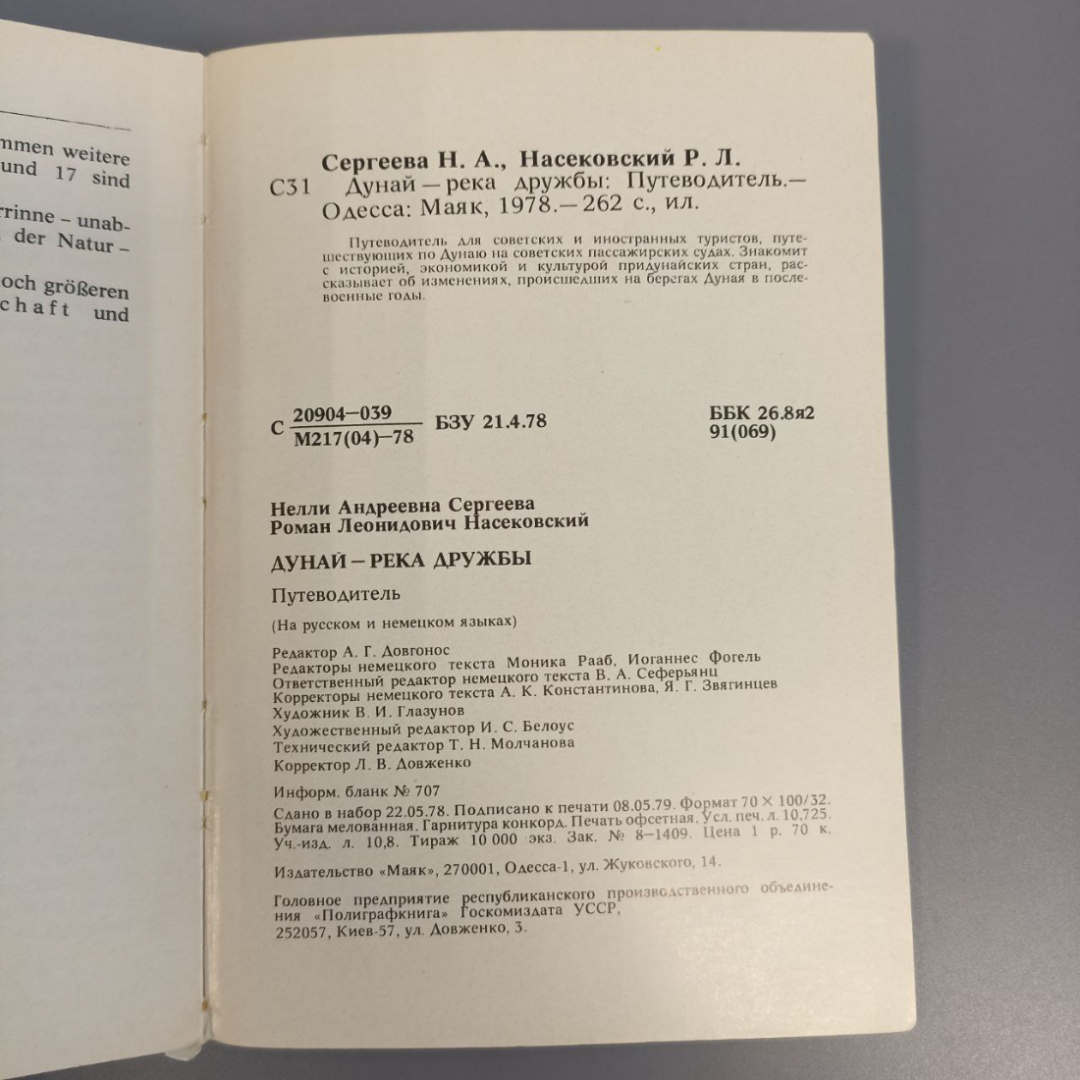 mmen weitere
und 17 sind
rrinne – unab-
der Natur –
och größeren
chaft und
Сергеева Н. А., Насековский Р. Л.
С31 Дунай — река дружбы: Путеводитель.—
Одесса: Маяк, 1978.— 262 с., ил.
Путеводитель для советских и иностранных туристов, путе-
шествующих по Дунаю на советских пассажирских судах. Знакомит
с историей, экономикой и культурой придунайских стран, рас-
сказывает об изменениях, происшедших на берегах Дуная в после-
военные годы.
20904—039
С БЗУ 21.4.78
М217(04)—78
ББК 26.8я2
91(069)
Нелли Андреевна Сергеева
Роман Леонидович Насековский
ДУНАЙ — РЕКА ДРУЖБЫ
Путеводитель
(На русском и немецком языках)
Редактор А. Г. Довгонос
Редакторы немецкого текста Моника Рааб, Иоганнес Фогель
Ответственный редактор немецкого текста В. А. Сеферьянц
Корректоры немецкого текста А. К. Константинова, Я. Г. Звягинцев
Художник В. И. Глазунов
Художественный редактор И. С. Белоус
Технический редактор Т. Н. Молчанова
Корректор Л. В. Довженко
Информ. бланк № 707
Сдано в набор 22.05.78. Подписано к печати 08.05.79. Формат 70 × 100/32.
Бумага мелованная. Гарнитура конкорд. Печать офсетная. Усл. печ. л. 10,725.
Уч.-изд. л. 10,8. Тираж 10 000 экз. Зак. № 8—1409. Цена 1 р. 70 к.
Издательство «Маяк», 270001, Одесса-1, ул. Жуковского, 14.
Головное предприятие республиканского производственного объедине-
ния «Полиграфкнига» Госкомиздата УССР,
252057, Киев-57, ул. Довженко, 3.